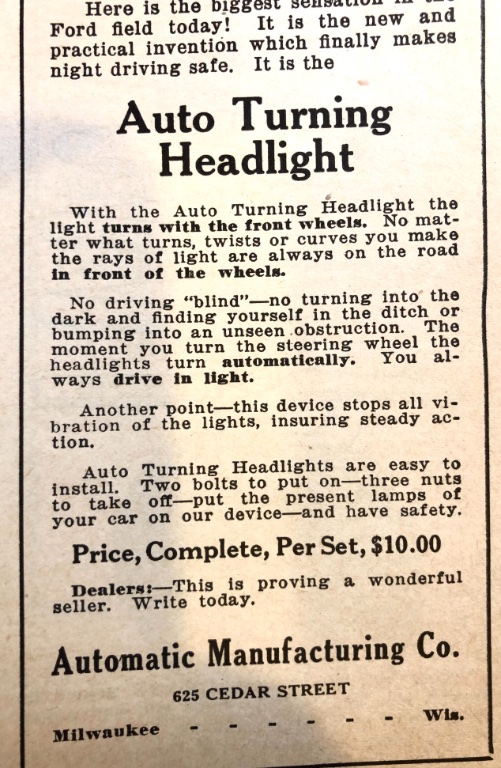 Here is the biggest sensation in the
Ford field today! It is the new and
practical invention which finally makes
night driving safe. It is the
Auto Turning
Headlight
With the Auto Turning Headlight the
light turns with the front wheels. No mat-
ter what turns, twists or curves you make
the rays of light are always on the road
in front of the wheels.
No driving "blind"—no turning into the
dark and finding yourself in the ditch or
bumping into an unseen obstruction. The
moment you turn the steering wheel the
headlights turn automatically. You al-
ways drive in light.
Another point—this device stops all vi-
bration of the lights, insuring steady ac-
tion.
Auto Turning Headlights are easy to
install. Two bolts to put on—three nuts
to take off—put the present lamps of
your car on our device—and have safety.
Price, Complete, Per Set, $10.00
Dealers:—This is proving a wonderful
seller. Write today.
Automatic Manufacturing Co.
625 CEDAR STREET
Milwaukee - - - - - - Wis.